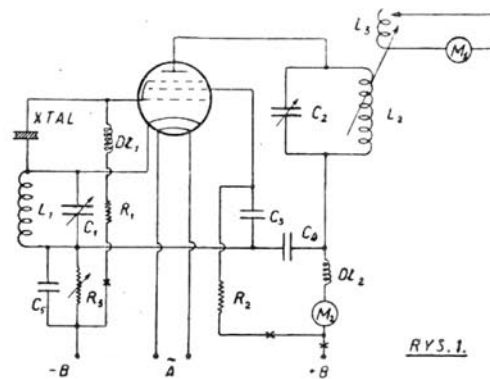 L₃
M₁
XTAL
DŁ₁
C₂
L₂
L₁
C₁
R₁
C₃
C₄
C₅
R₃
R₂
DŁ₂
M₂
-B
Ã
+B
RYS.1.